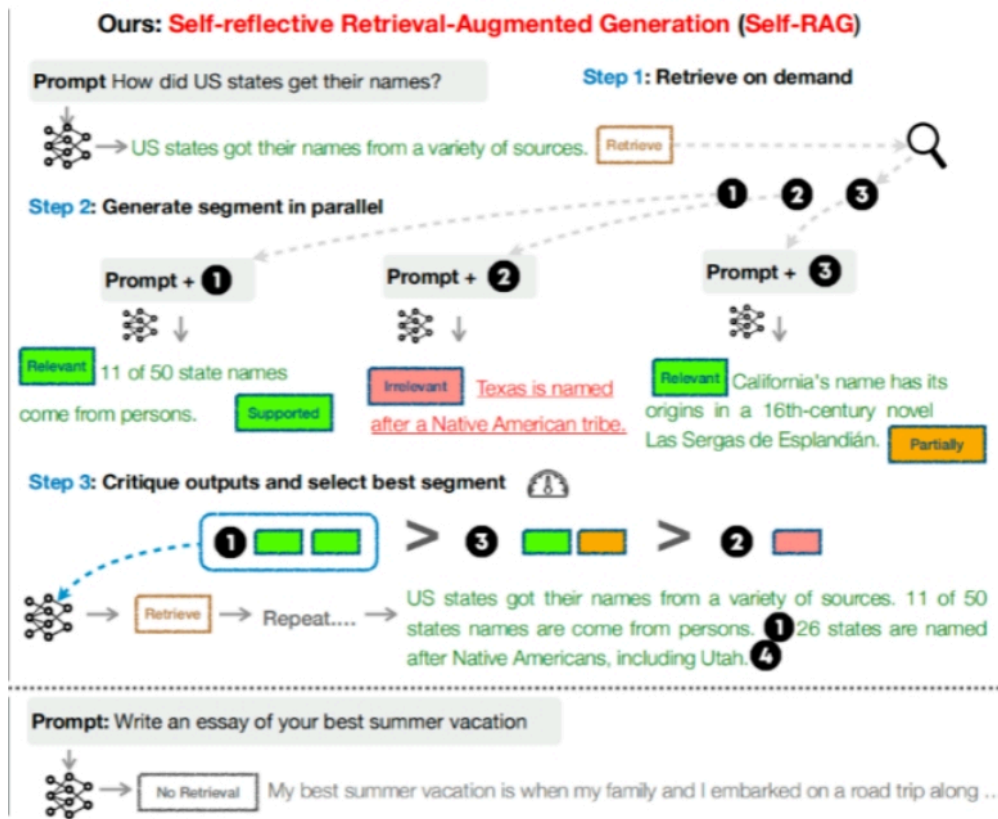 Ours: Self-reflective Retrieval-Augmented Generation (Self-RAG)
Prompt How did US states get their names?
Step 1: Retrieve on demand
US states got their names from a variety of sources. Retrieve
1 2 3
Step 2: Generate segment in parallel
Prompt + 1
Prompt + 2
Prompt + 3
Relevant 11 of 50 state names
come from persons. Supported
Irrelevant Texas is named
after a Native American tribe.
Relevant California's name has its
origins in a 16th-century novel
Las Sergas de Esplandián. Partially
Step 3: Critique outputs and select best segment
1 > 3 > 2
Retrieve Repeat....
US states got their names from a variety of sources. 11 of 50
states names are come from persons. 1 26 states are named
after Native Americans, including Utah. 4
Prompt: Write an essay of your best summer vacation
No Retrieval My best summer vacation is when my family and I embarked on a road trip along ...